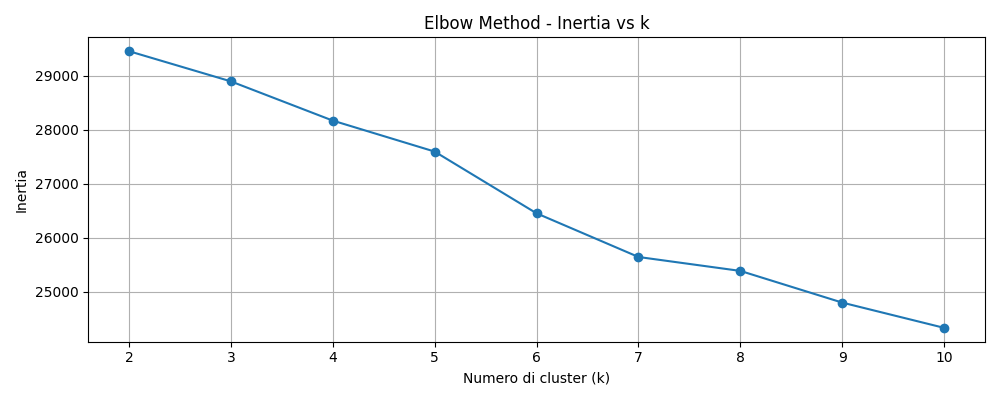 Elbow Method - Inertia vs k
29000
28000
27000
26000
25000
Inertia
2 3 4 5 6 7 8 9 10
Numero di cluster (k)